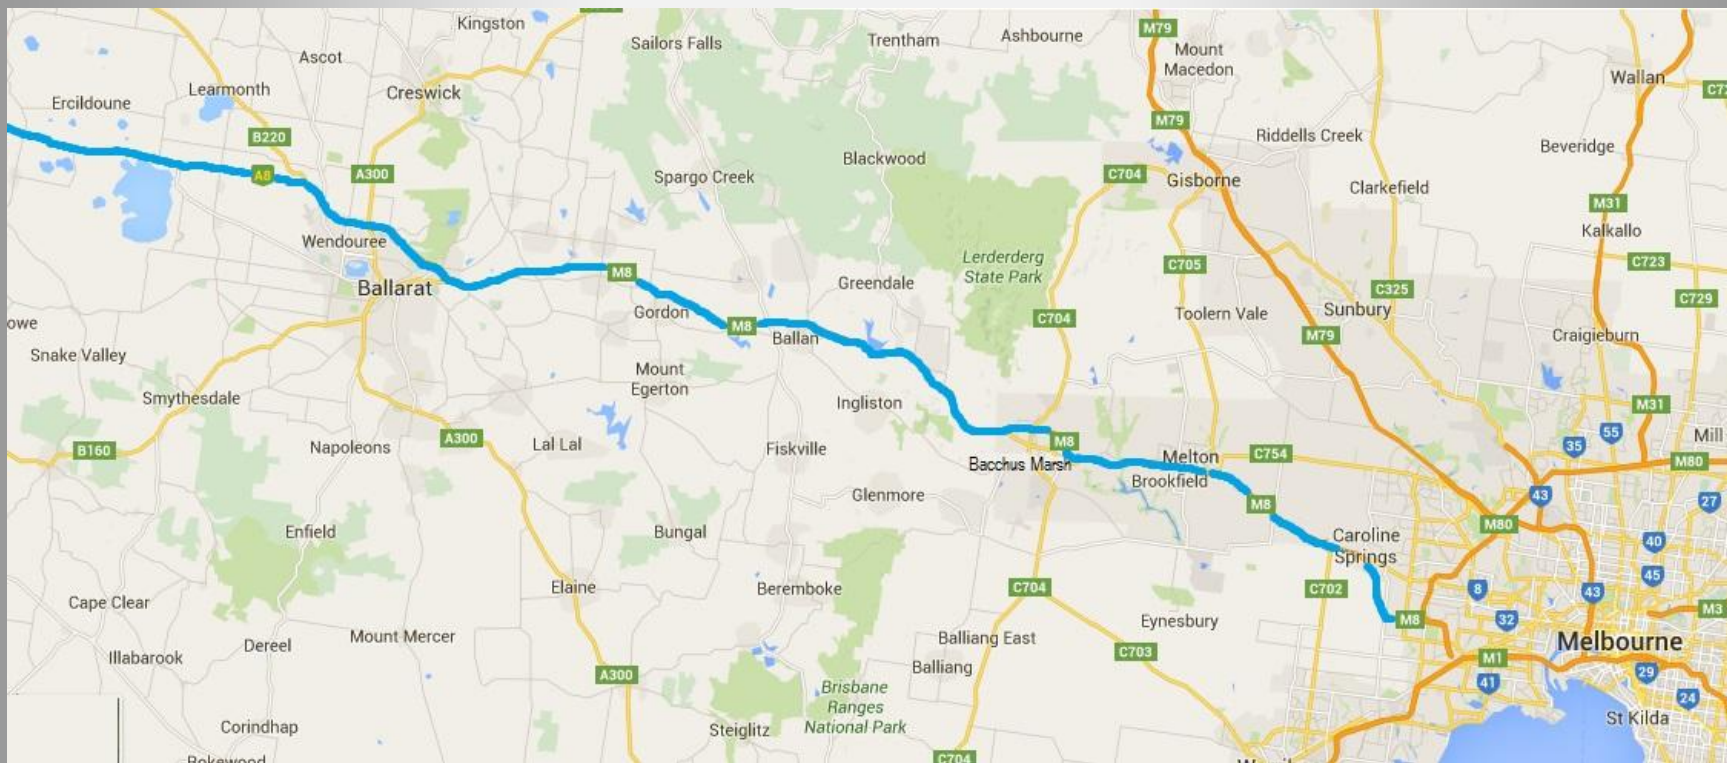 Kingston
Sailors Falls
Trentham
Ashbourne
M79
Mount
Macedon
Wallan
Ascot
Learmonth
Creswick
Ercildoune
B220
M79
Riddells Creek
Beveridge
Blackwood
A8
A300
Spargo Creek
C704
Gisborne
Clarkefield
M31
Kalkallo
Wendouree
Lerderderg
State Park
C705
C723
M8
Ballarat
Greendale
C325
C729
Gordon
M8
Ballan
C704
Toolern Vale
Sunbury
M79
Craigieburn
owe
Snake Valley
Mount
Egerton
Smythesdale
Ingliston
M31
B160
Napoleons
A300
Lal Lal
Fiskville
M8
Bacchus Marsh
Melton
C754
Brookfield
35
55
Mill
M80
Glenmore
M8
43
27
Enfield
Bungal
Caroline
Springs
M80
40
45
Elaine
Beremboke
C704
C702
8
43
Cape Clear
M3
Mount Mercer
Dereel
Balliang East
Eynesbury
M8
32
Melbourne
Illabarook
C703
M1
A300
Balliang
41
29
24
Brisbane
Ranges
National Park
Corindhap
Steiglitz
St Kilda
C704